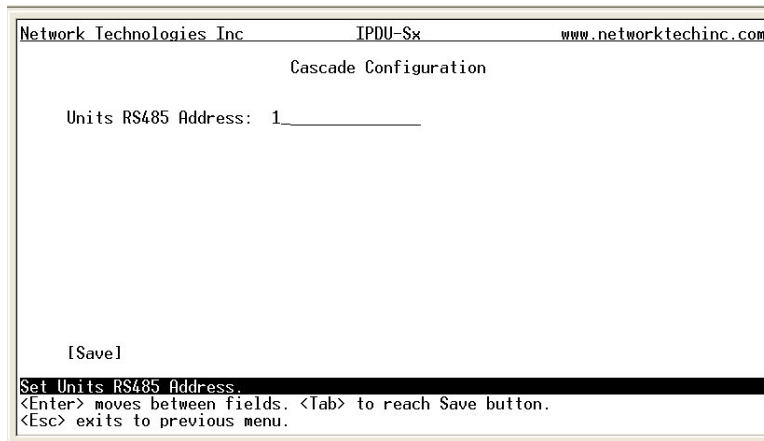 Network Technologies Inc IPDU-Sx www.networktechinc.com
Cascade Configuration
Units RS485 Address: 1_______________
[Save]
Set Units RS485 Address.
<Enter> moves between fields. <Tab> to reach Save button.
<Esc> exits to previous menu.